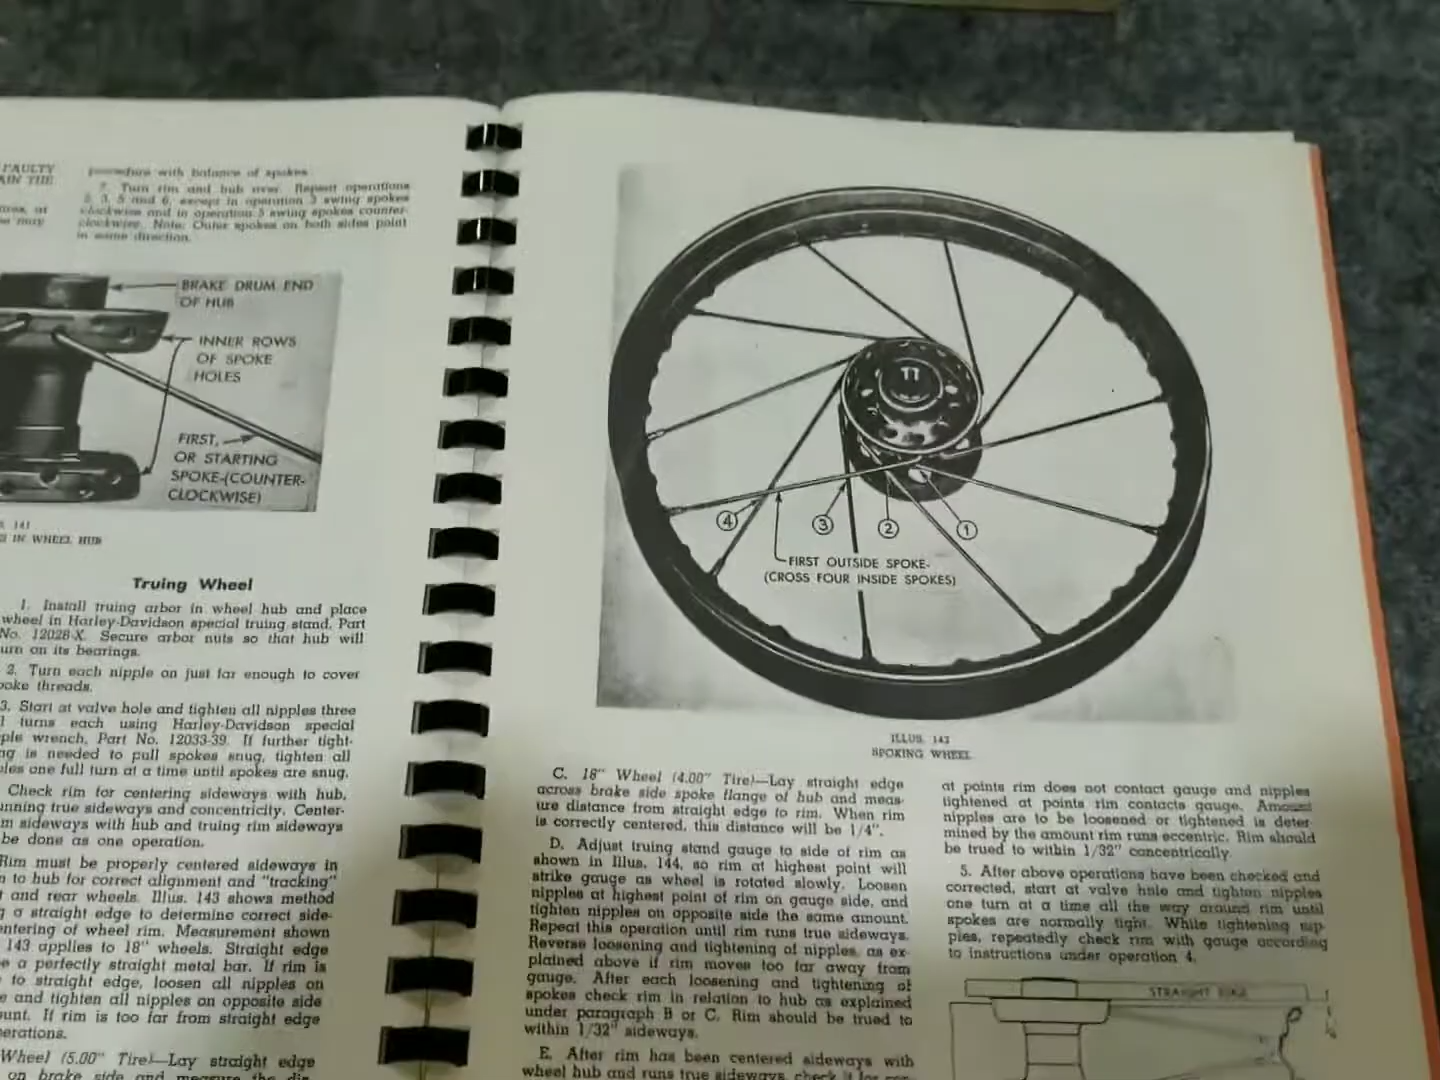 FAULTY
AIN THE
procedure with balance of spokes.
7. Turn rim and hub over. Repeat operations
2, 3, 5 and 6, except in operation 3 swing spokes
clockwise and in operation 5 swing spokes counter-
clockwise. Note: Outer spokes on both sides point
in same direction.
BRAKE DRUM END
OF HUB
INNER ROWS
OF SPOKE
HOLES
FIRST,
OR STARTING
SPOKE-(COUNTER-
CLOCKWISE)
141
IN WHEEL HUB
Truing Wheel
1. Install truing arbor in wheel hub and place
wheel in Harley-Davidson special truing stand, Part
No. 12028-X. Secure arbor nuts so that hub will
urn on its bearings.
2. Turn each nipple on just far enough to cover
oke threads.
3. Start at valve hole and tighten all nipples three
l turns each using Harley-Davidson special
ple wrench, Part No. 12033-39. If further tight-
ng is needed to pull spokes snug, tighten all
les one full turn at a time until spokes are snug.
Check rim for centering sideways with hub,
unning true sideways and concentricity. Center-
m sideways with hub and truing rim sideways
be done as one operation.
Rim must be properly centered sideways in
n to hub for correct alignment and "tracking"
t and rear wheels. Illus. 143 shows method
g a straight edge to determine correct side-
entering of wheel rim. Measurement shown
143 applies to 18" wheels. Straight edge
e a perfectly straight metal bar. If rim is
to straight edge, loosen all nipples on
e and tighten all nipples on opposite side
ount. If rim is too far from straight edge
perations.
Wheel (5.00" Tire)—Lay straight edge
on brake side and measure the dis-
11
4
3
2
1
FIRST OUTSIDE SPOKE-
(CROSS FOUR INSIDE SPOKES)
ILLUS. 143
SPOKING WHEEL
C. 18" Wheel (4.00" Tire)—Lay straight edge
across brake side spoke flange of hub and meas-
ure distance from straight edge to rim. When rim
is correctly centered, this distance will be 1/4".
D. Adjust truing stand gauge to side of rim as
shown in Illus. 144, so rim at highest point will
strike gauge as wheel is rotated slowly. Loosen
nipples at highest point of rim on gauge side, and
tighten nipples on opposite side the same amount.
Repeat this operation until rim runs true sideways.
Reverse loosening and tightening of nipples, as ex-
plained above if rim moves too far away from
gauge. After each loosening and tightening of
spokes check rim in relation to hub as explained
under paragraph B or C. Rim should be trued to
within 1/32" sideways.
E. After rim has been centered sideways with
wheel hub and runs true sideways, check it for con-
at points rim does not contact gauge and nipples
tightened at points rim contacts gauge. Amount
nipples are to be loosened or tightened is deter-
mined by the amount rim runs eccentric. Rim should
be trued to within 1/32" concentrically.
5. After above operations have been checked and
corrected, start at valve hole and tighten nipples
one turn at a time all the way around rim until
spokes are normally tight. While tightening nip-
ples, repeatedly check rim with gauge according
to instructions under operation 4.
STRAIGHT EDGE